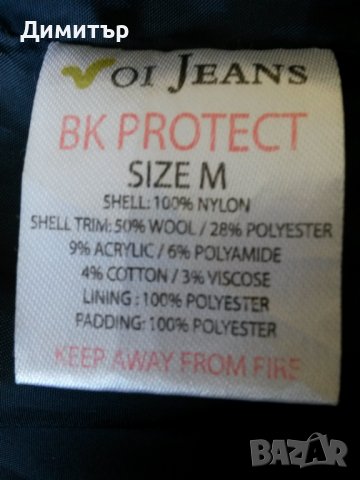 Димитър
VOI JEANS
BK PROTECT
SIZE M
SHELL: 100% NYLON
SHELL TRIM: 50% WOOL / 28% POLYESTER
9% ACRYLIC / 6% POLYAMIDE
4% COTTON / 3% VISCOSE
LINING : 100% POLYESTER
PADDING: 100% POLYESTER
KEEP AWAY FROM FIRE
BAZAR